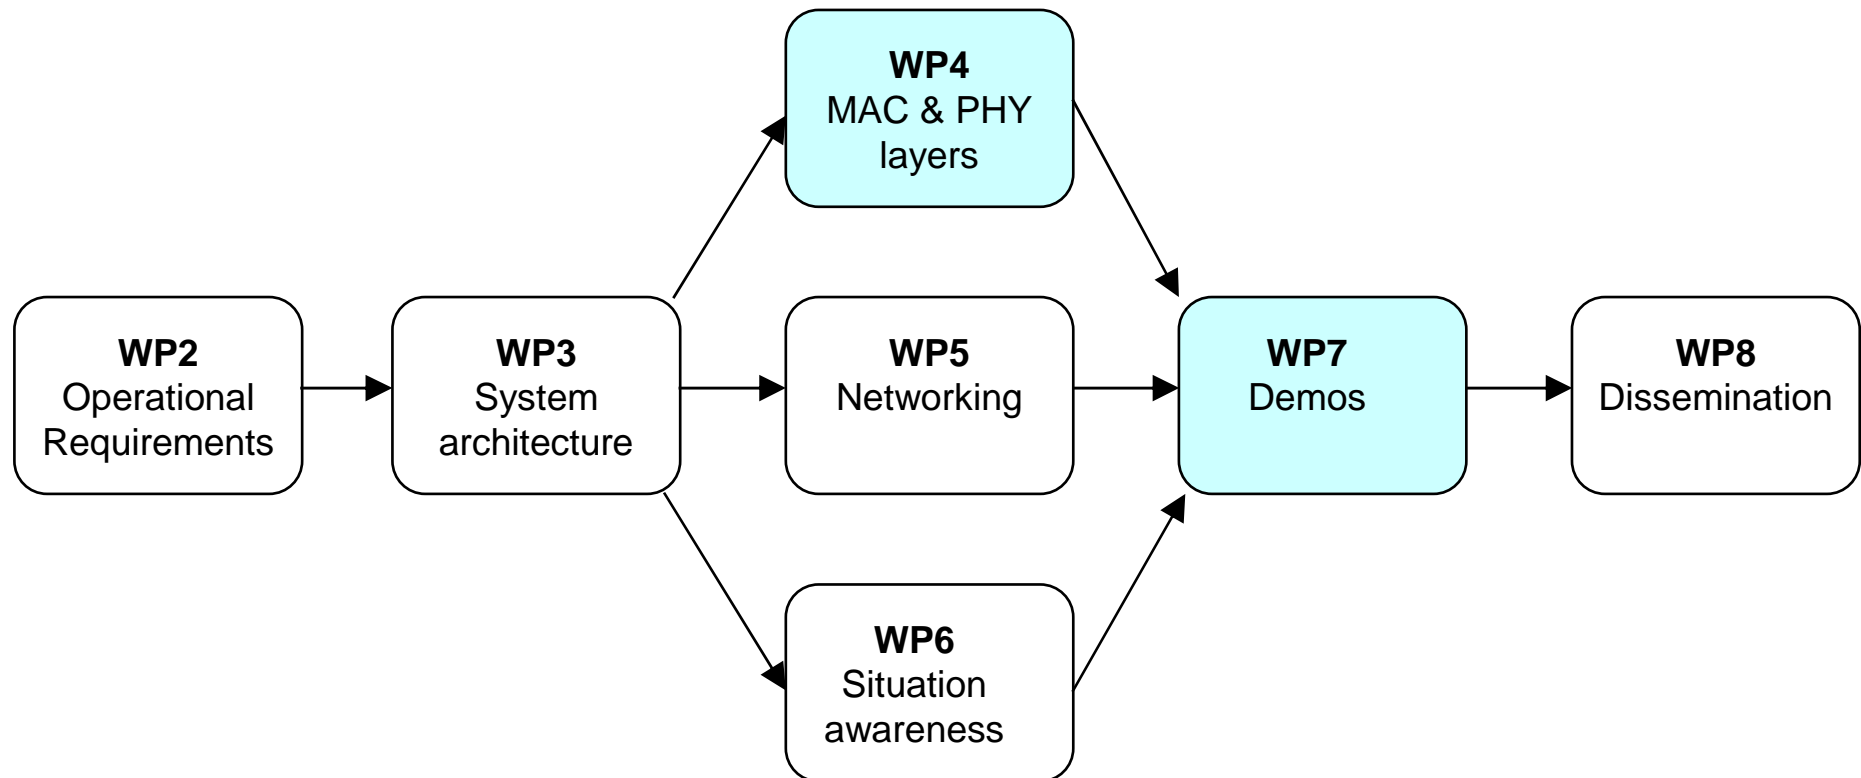 WP4
MAC & PHY
layers
WP2
Operational
Requirements
WP3
System
architecture
WP5
Networking
WP7
Demos
WP8
Dissemination
WP6
Situation
awareness